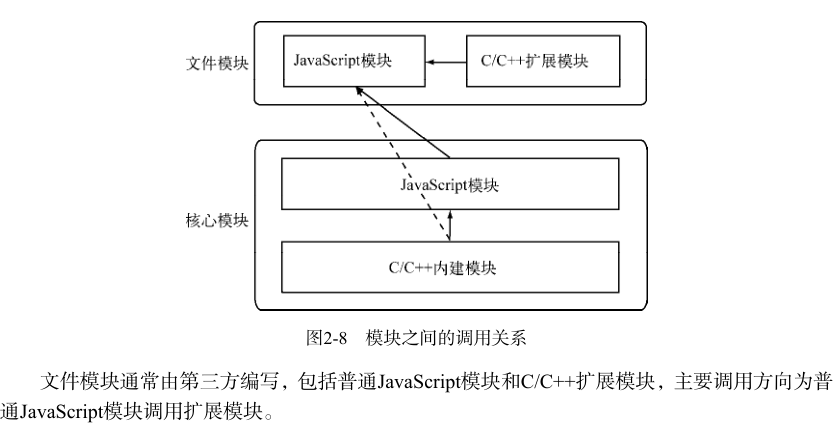 文件模块
JavaScript模块
C/C++扩展模块
核心模块
JavaScript模块
C/C++内建模块
图2-8 模块之间的调用关系
文件模块通常由第三方编写，包括普通JavaScript模块和C/C++扩展模块，主要调用方向为普
通JavaScript模块调用扩展模块。